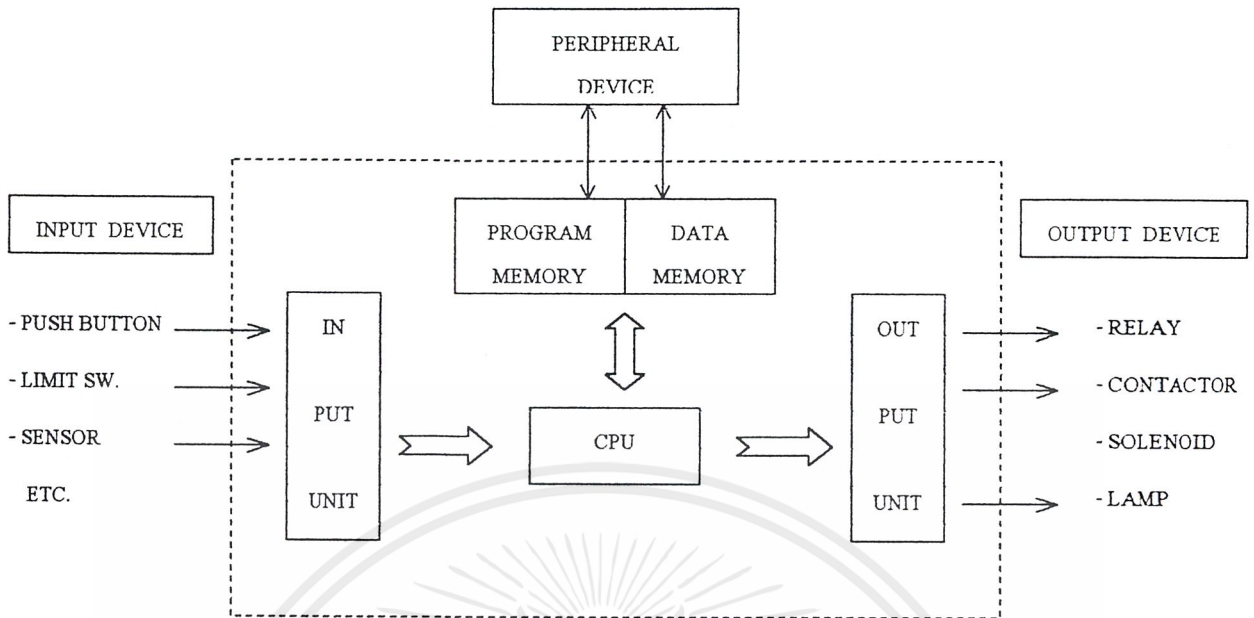 PERIPHERAL
DEVICE
INPUT DEVICE
PROGRAM
MEMORY
DATA
MEMORY
OUTPUT DEVICE
- PUSH BUTTON
- LIMIT SW.
- SENSOR
ETC.
IN
PUT
UNIT
CPU
OUT
PUT
UNIT
- RELAY
- CONTACTOR
- SOLENOID
- LAMP